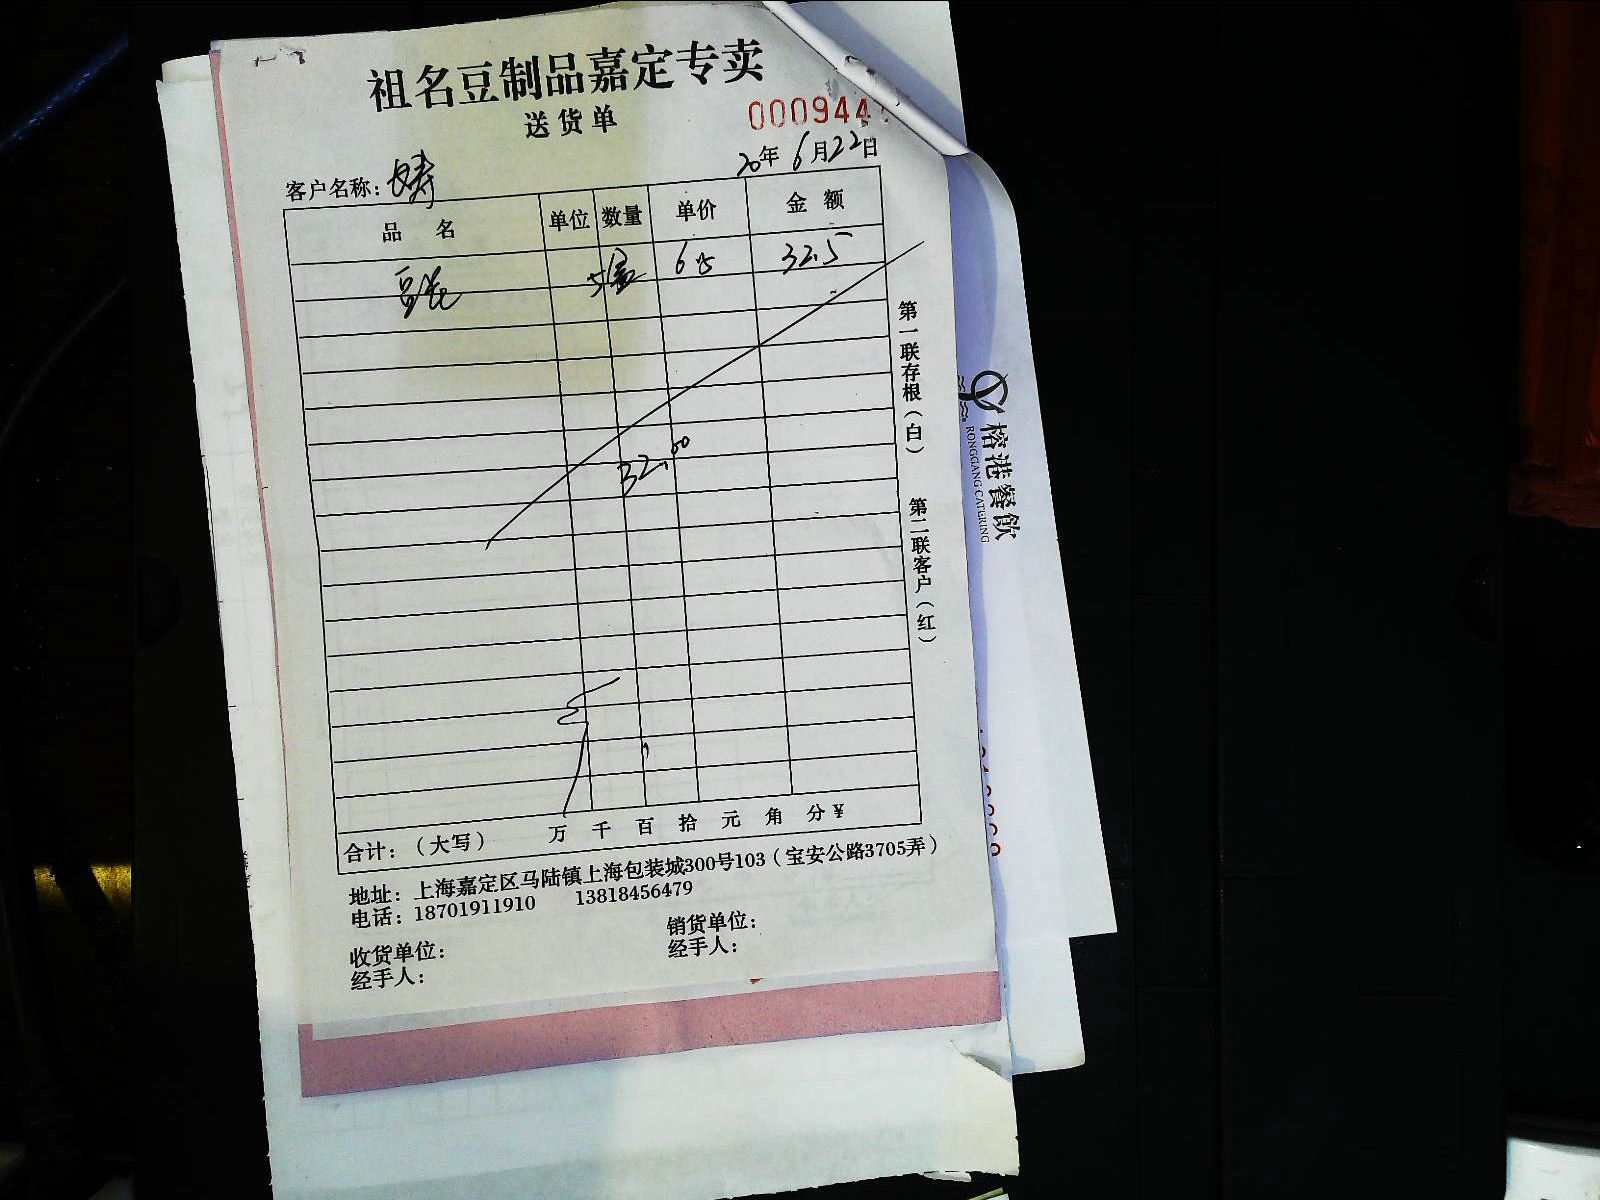 祖名豆制品嘉定专卖
送货单
000944
20年 6月22日
客户名称:
品 名 单位 数量 单价 金额
豆花 5盒 6.5 32.5
32.00
第一联存根(白)
第二联客户(红)
合计:(大写) 万 千 百 拾 元 角 分 ¥
地址:上海嘉定区马陆镇上海包装城300号103(宝安公路3705弄)
电话:18701911910 13818456479
收货单位: 销货单位:
经手人: 经手人:
榕港餐飲
RONGGANG CATERING